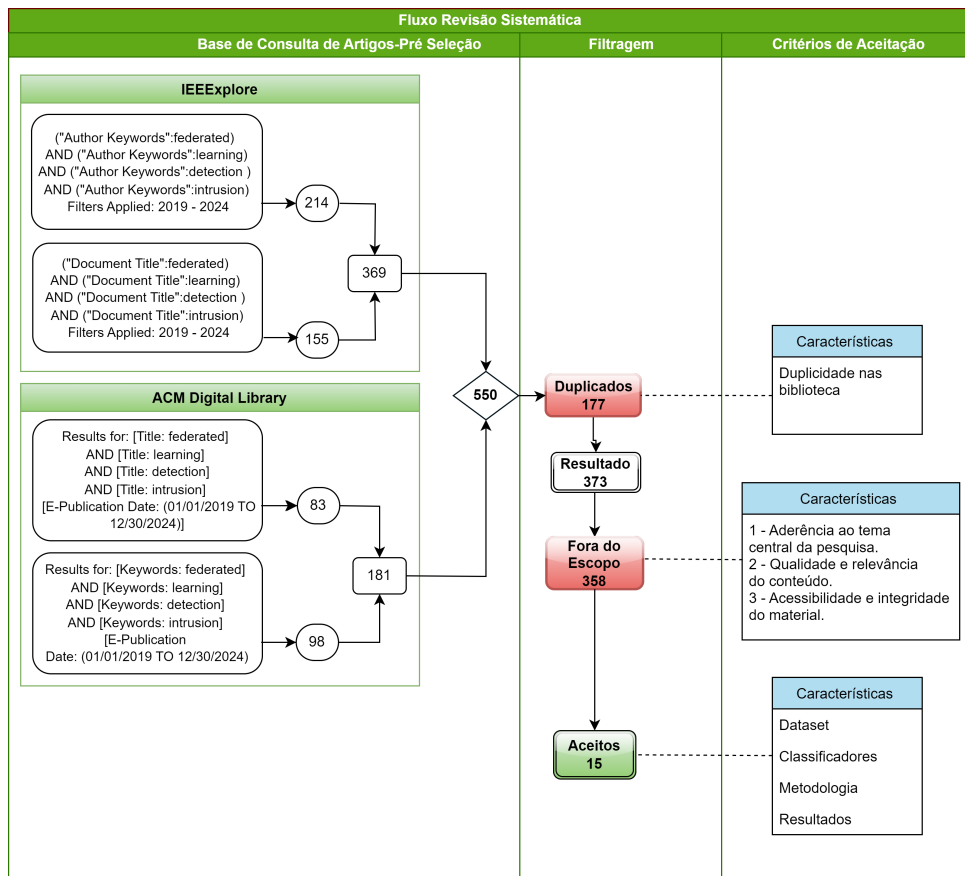 Fluxo Revisão Sistemática
Base de Consulta de Artigos-Pré Seleção
Filtragem
Critérios de Aceitação
IEEExplore
("Author Keywords":federated)
AND ("Author Keywords":learning)
AND ("Author Keywords":detection )
AND ("Author Keywords":intrusion)
Filters Applied: 2019 - 2024
214
369
("Document Title":federated)
AND ("Document Title":learning)
AND ("Document Title":detection )
AND ("Document Title":intrusion)
Filters Applied: 2019 - 2024
155
ACM Digital Library
Results for: [Title: federated]
AND [Title: learning]
AND [Title: detection]
AND [Title: intrusion]
[E-Publication Date: (01/01/2019 TO
12/30/2024)]
83
181
Results for: [Keywords: federated]
AND [Keywords: learning]
AND [Keywords: detection]
AND [Keywords: intrusion]
[E-Publication
Date: (01/01/2019 TO 12/30/2024)
98
550
Duplicados
177
Resultado
373
Fora do
Escopo
358
Aceitos
15
Características
Duplicidade nas
biblioteca
Características
1 - Aderência ao tema
central da pesquisa.
2 - Qualidade e relevância
do conteúdo.
3 - Acessibilidade e integridade
do material.
Características
Dataset
Classificadores
Metodologia
Resultados